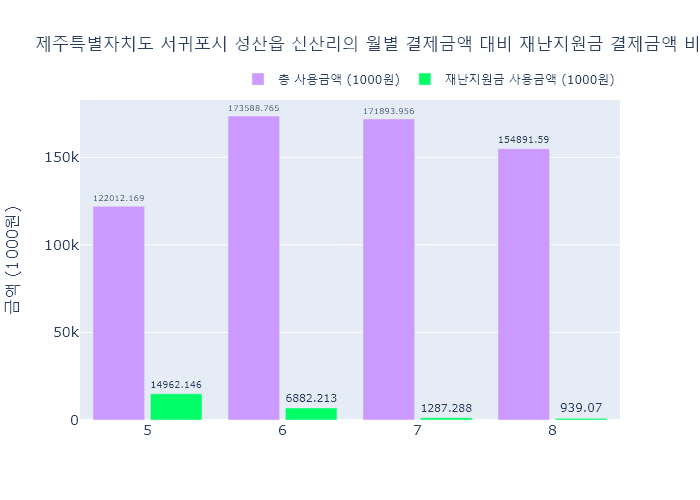 제주특별자치도 서귀포시 성산읍 신산리의 월별 결제금액 대비 재난지원금 결제금액 비
총 사용금액 (1000원) 재난지원금 사용금액 (1000원)
금액 (1000원)
150k
100k
50k
0
122012.169
14962.146
173588.765
6882.213
171893.956
1287.288
154891.59
939.07
5 6 7 8